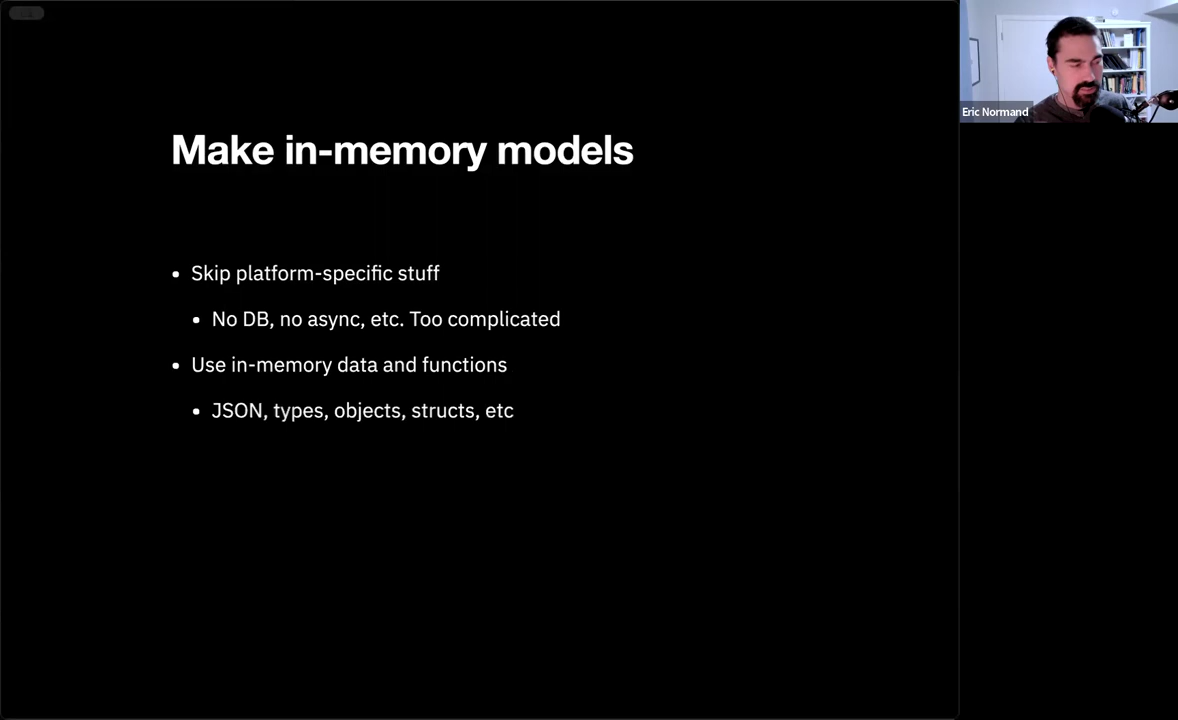 Make in-memory models
• Skip platform-specific stuff
• No DB, no async, etc. Too complicated
• Use in-memory data and functions
• JSON, types, objects, structs, etc
Eric Normand